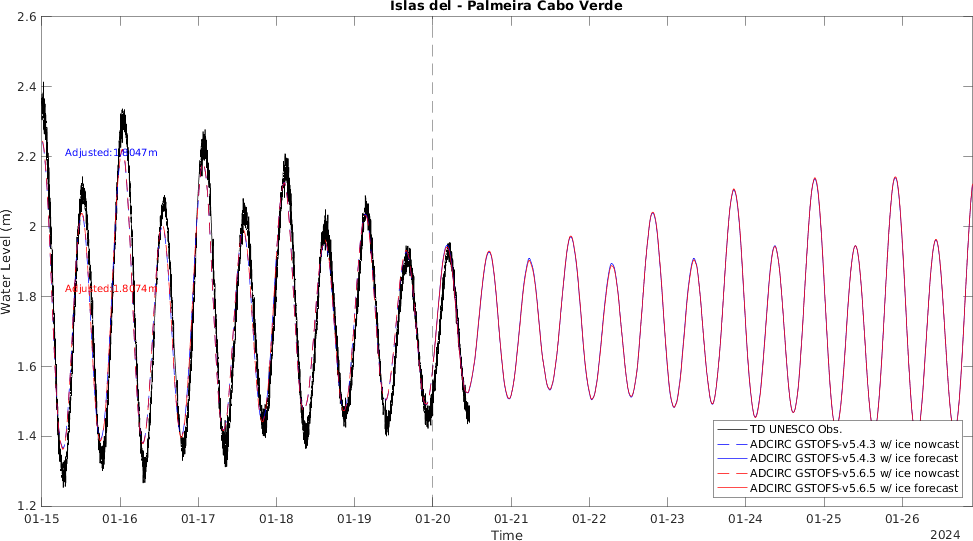 Islas del - Palmeira Cabo Verde
2.6
2.4
2.2
2
1.8
1.6
1.4
1.2
Water Level (m)
Adjusted:1.8047m
Adjusted:1.8074m
TD UNESCO Obs.
ADCIRC GSTOFS-v5.4.3 w/ ice nowcast
ADCIRC GSTOFS-v5.4.3 w/ ice forecast
ADCIRC GSTOFS-v5.6.5 w/ ice nowcast
ADCIRC GSTOFS-v5.6.5 w/ ice forecast
01-15 01-16 01-17 01-18 01-19 01-20 01-21 01-22 01-23 01-24 01-25 01-26
Time
2024